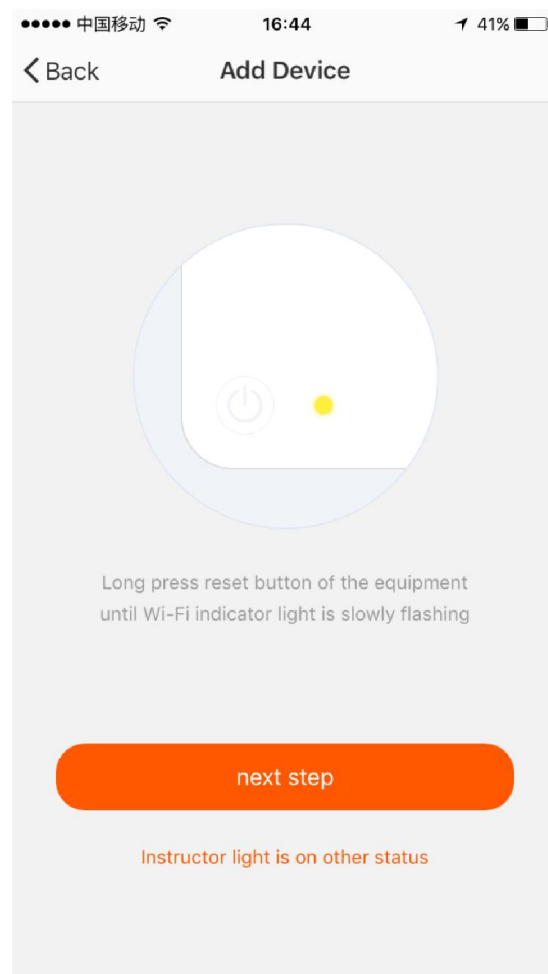 中国移动 16:44 41%
Back Add Device
Long press reset button of the equipment
until Wi-Fi indicator light is slowly flashing
next step
Instructor light is on other status